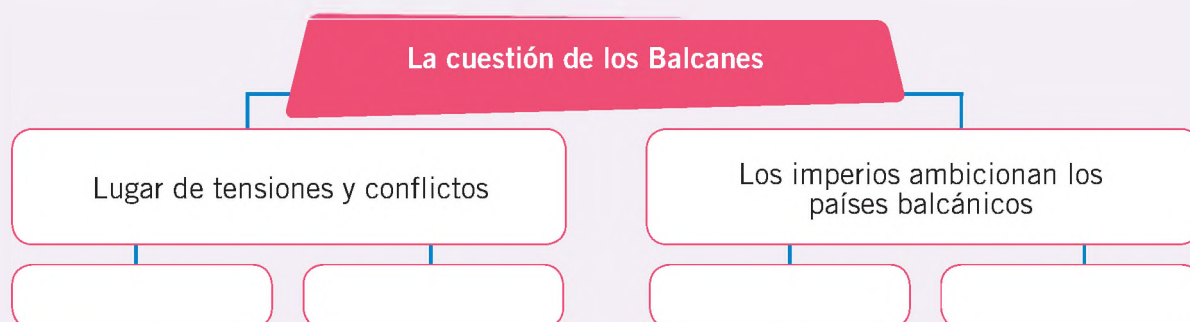 La cuestión de los Balcanes
Lugar de tensiones y conflictos
Los imperios ambicionan los
países balcánicos